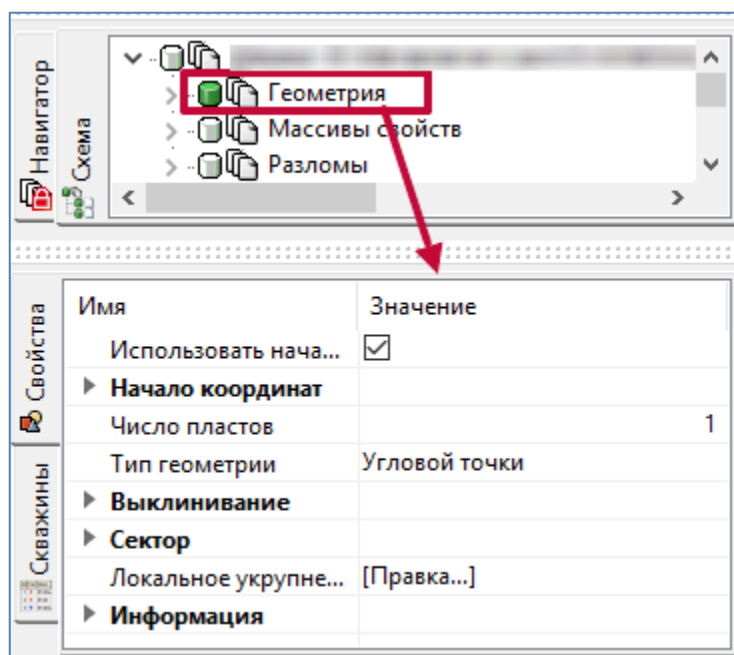 Навигатор
Схема
Геометрия
Массивы свойств
Разломы
Свойства
Скважины
Имя Значение
Использовать нача...
Начало координат
Число пластов 1
Тип геометрии Угловой точки
Выклинивание
Сектор
Локальное укрупне... [Правка...]
Информация